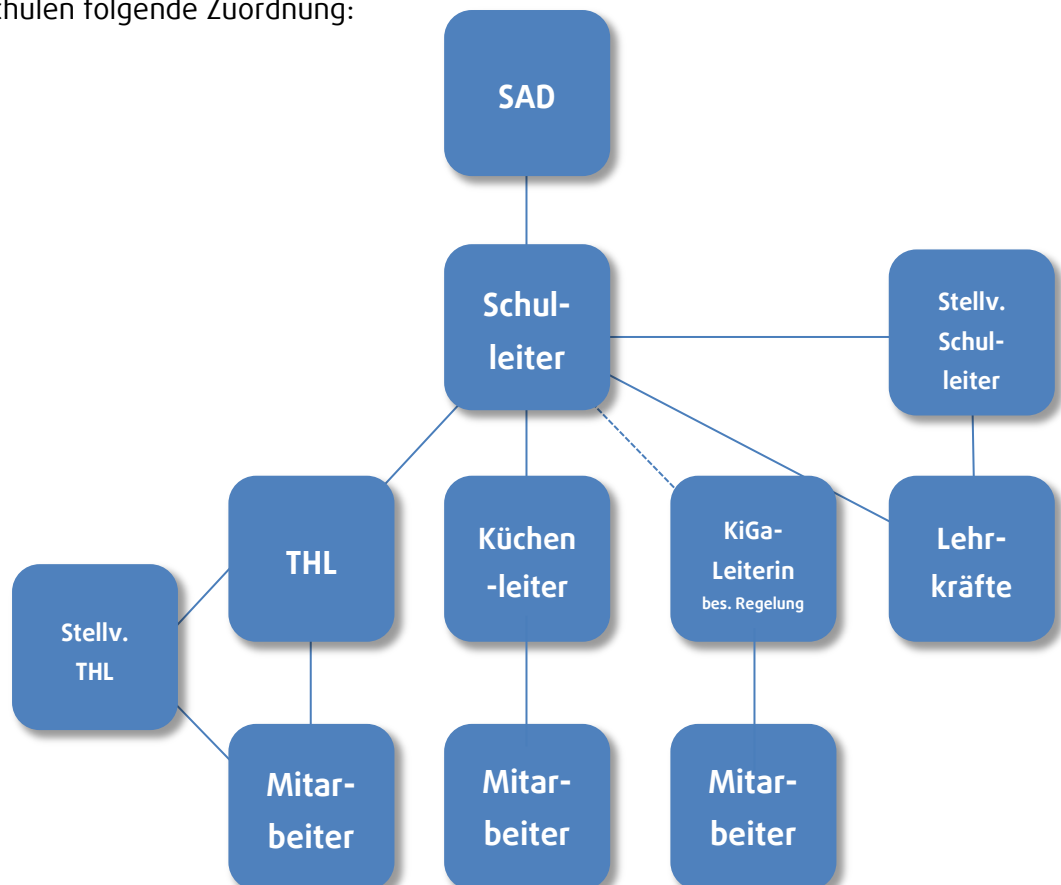 chulen folgende Zuordnung:
SAD
Schul-
leiter
Stellv.
Schul-
leiter
THL
Küchen
-leiter
KiGa-
Leiterin
bes. Regelung
Lehr-
kräfte
Stellv.
THL
Mitar-
beiter
Mitar-
beiter
Mitar-
beiter